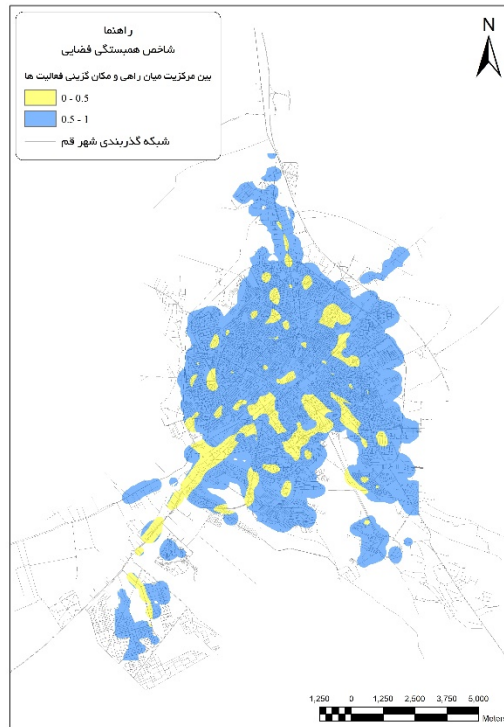 راهنما
شاخص همبستگی فضایی
بین مرکزیت میان راهی و مکان گزینی فعالیت ها
0 - 0.5
0.5 - 1
شبکه گذربندی شهر قم
N
1,250 0 1,250 2,500 3,750 5,000
Meters